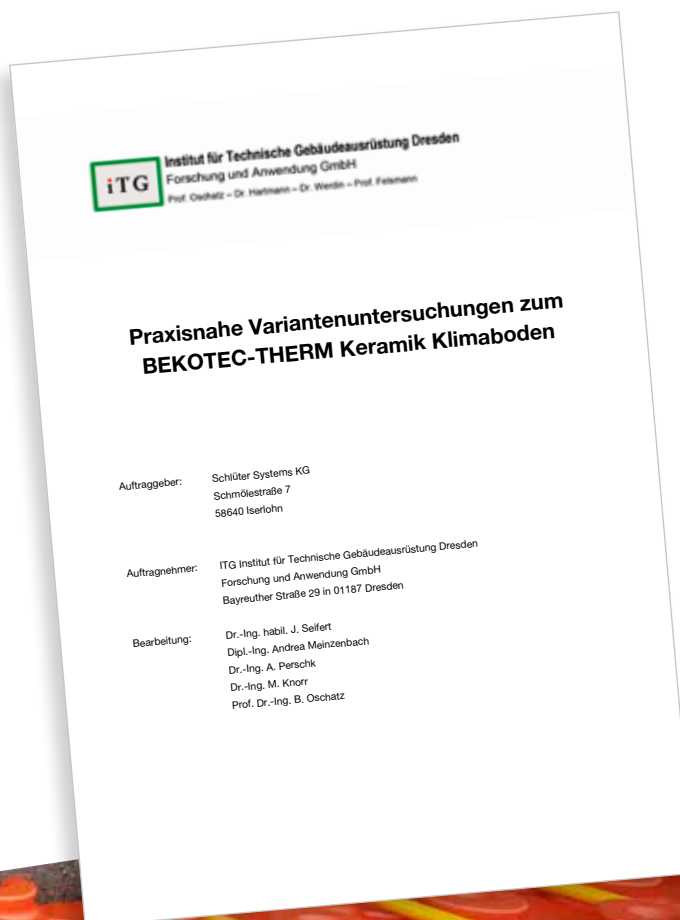 iTG
Institut für Technische Gebäudeausrüstung Dresden
Forschung und Anwendung GmbH
Prof. Oschatz – Dr. Hartmann – Dr. Werdin – Prof. Felsmann
Praxisnahe Variantenuntersuchungen zum
BEKOTEC-THERM Keramik Klimaboden
Auftraggeber: Schlüter Systems KG
Schmölestraße 7
58640 Iserlohn
Auftragnehmer: ITG Institut für Technische Gebäudeausrüstung Dresden
Forschung und Anwendung GmbH
Bayreuther Straße 29 in 01187 Dresden
Bearbeitung: Dr.-Ing. habil. J. Seifert
Dipl.-Ing. Andrea Meinzenbach
Dr.-Ing. A. Perschk
Dr.-Ing. M. Knorr
Prof. Dr.-Ing. B. Oschatz